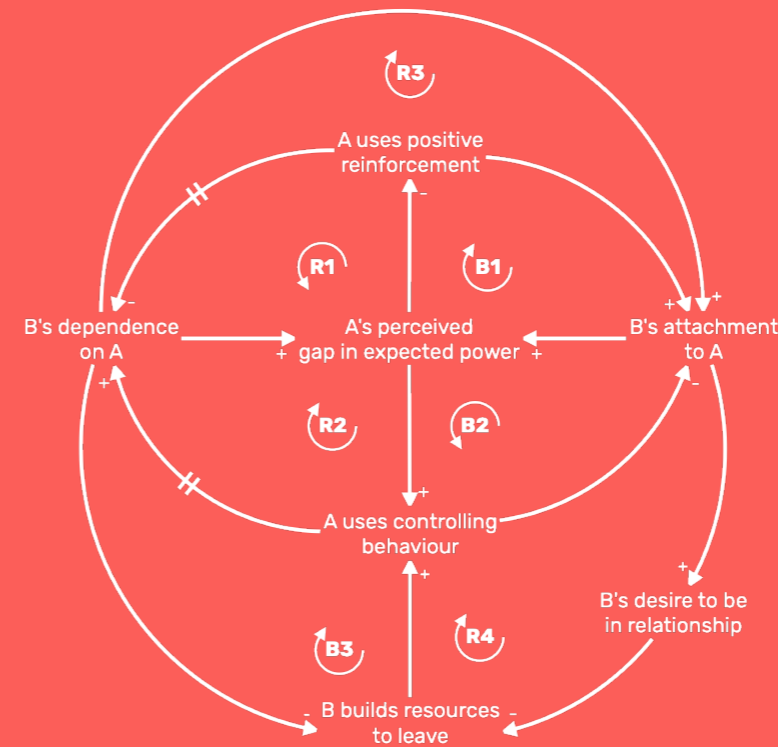 R3
A uses positive
reinforcement
-
R1
B1
-
+
+
B's dependence
on A
+
A's perceived
gap in expected power
+
B's attachment
to A
+
-
R2
B2
+
A uses controlling
behaviour
+
+
B's desire to be
in relationship
B3
R4
-
B builds resources
to leave
-